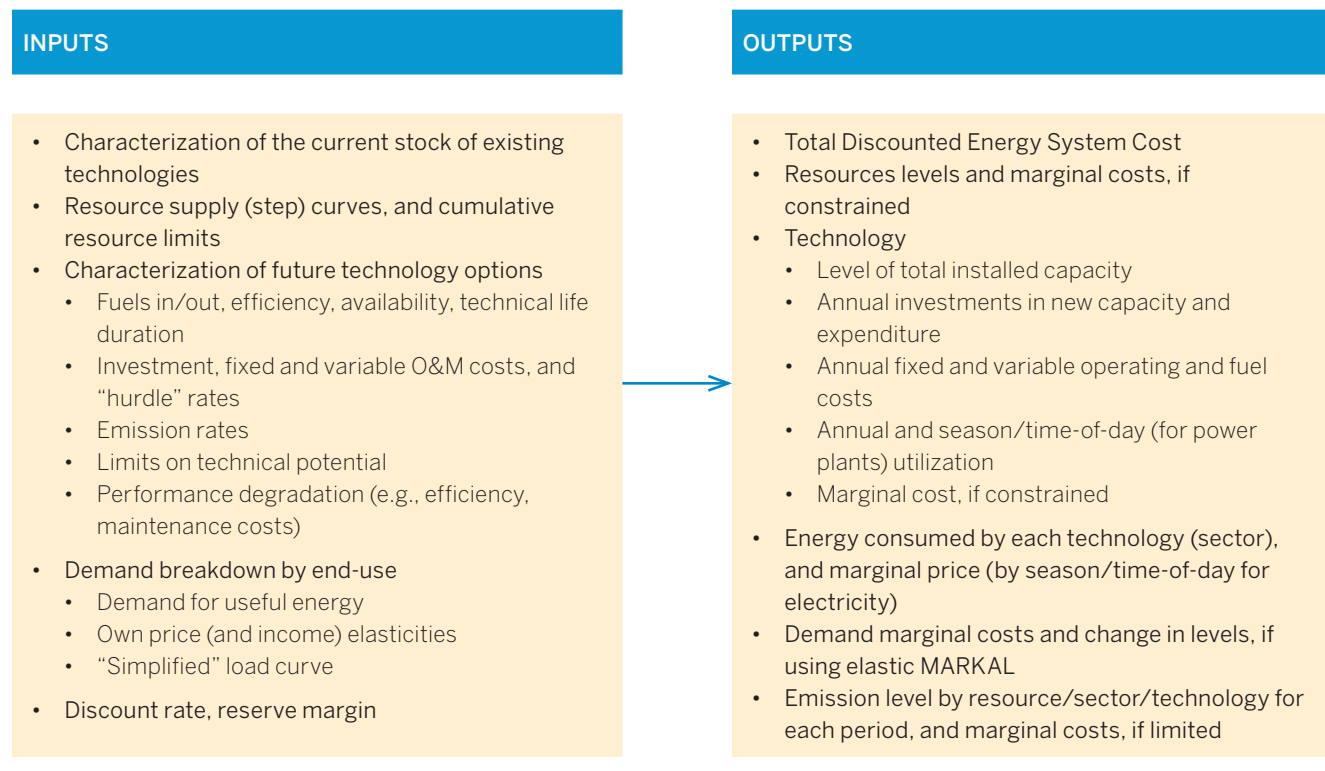 INPUTS
• Characterization of the current stock of existing
technologies
• Resource supply (step) curves, and cumulative
resource limits
• Characterization of future technology options
• Fuels in/out, efficiency, availability, technical life
duration
• Investment, fixed and variable O&M costs, and
“hurdle” rates
• Emission rates
• Limits on technical potential
• Performance degradation (e.g., efficiency,
maintenance costs)
• Demand breakdown by end-use
• Demand for useful energy
• Own price (and income) elasticities
• “Simplified” load curve
• Discount rate, reserve margin
OUTPUTS
• Total Discounted Energy System Cost
• Resources levels and marginal costs, if
constrained
• Technology
• Level of total installed capacity
• Annual investments in new capacity and
expenditure
• Annual fixed and variable operating and fuel
costs
• Annual and season/time-of-day (for power
plants) utilization
• Marginal cost, if constrained
• Energy consumed by each technology (sector),
and marginal price (by season/time-of-day for
electricity)
• Demand marginal costs and change in levels, if
using elastic MARKAL
• Emission level by resource/sector/technology for
each period, and marginal costs, if limited